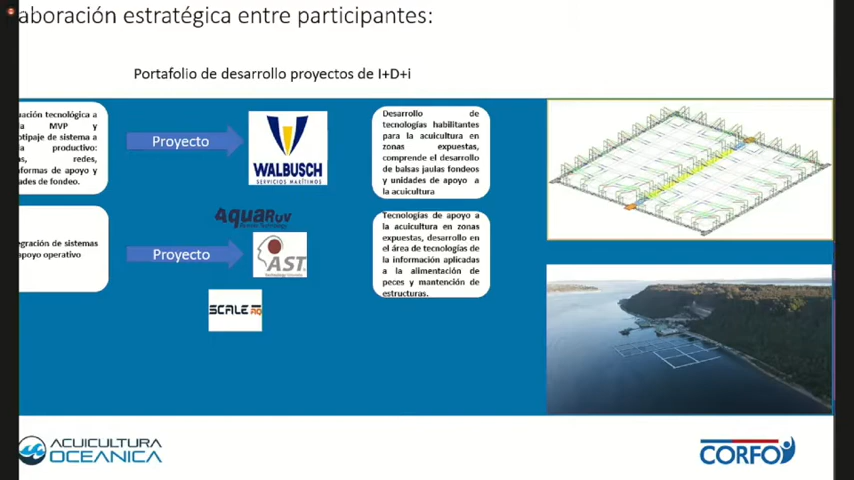 aboración estratégica entre participantes:
Portafolio de desarrollo proyectos de I+D+i
uación tecnológica a
la MVP y
otipaje de sistema a
la productivo:
as, redes,
formas de apoyo y
ades de fondeo.
Proyecto
WALBUSCH
SERVICIOS MARÍTIMOS
Desarrollo de
tecnologías habilitantes
para la acuicultura en
zonas expuestas,
comprende el desarrollo
de balsas jaulas fondeos
y unidades de apoyo a
la acuicultura
egración de sistemas
apoyo operativo
Proyecto
AQUAROV
AST
SCALE AQ
Tecnologías de apoyo a
la acuicultura en zonas
expuestas, desarrollo en
el área de tecnologías de
la información aplicadas
a la alimentación de
peces y mantención de
estructuras.
ACUICULTURA
OCEANICA
CORFO